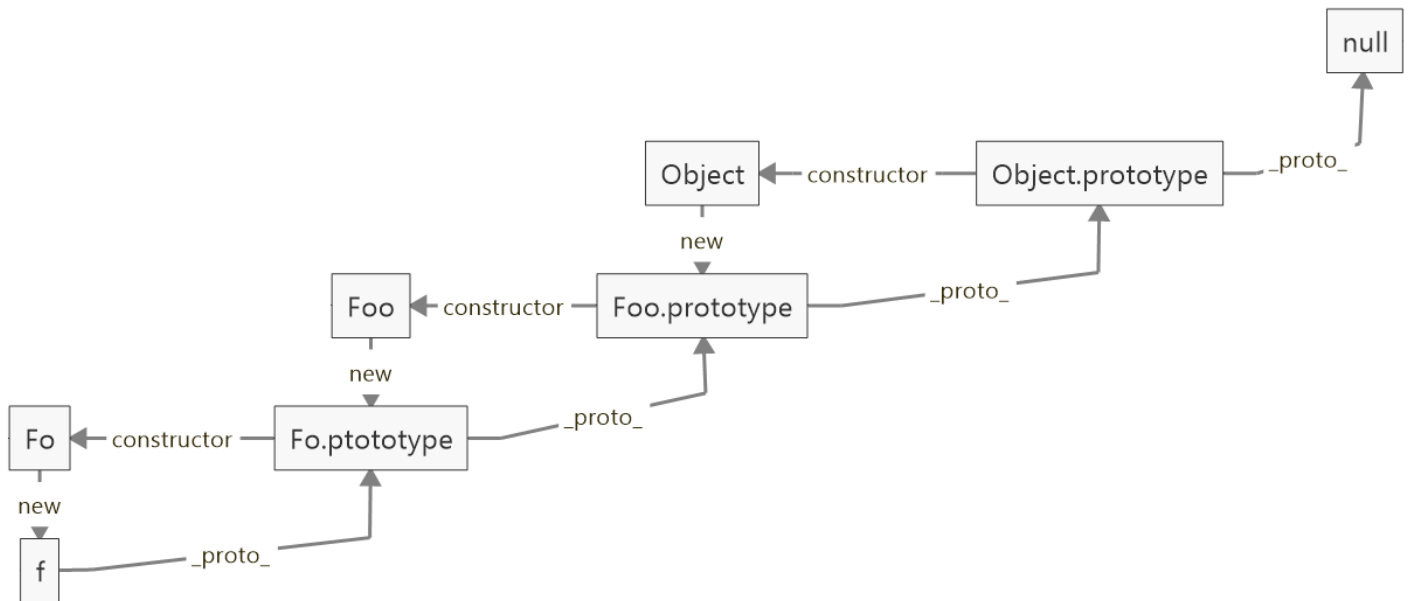 null
Object
constructor
Object.prototype
_proto_
new
Foo
constructor
Foo.prototype
_proto_
new
Fo
constructor
Fo.ptototype
_proto_
new
f
_proto_